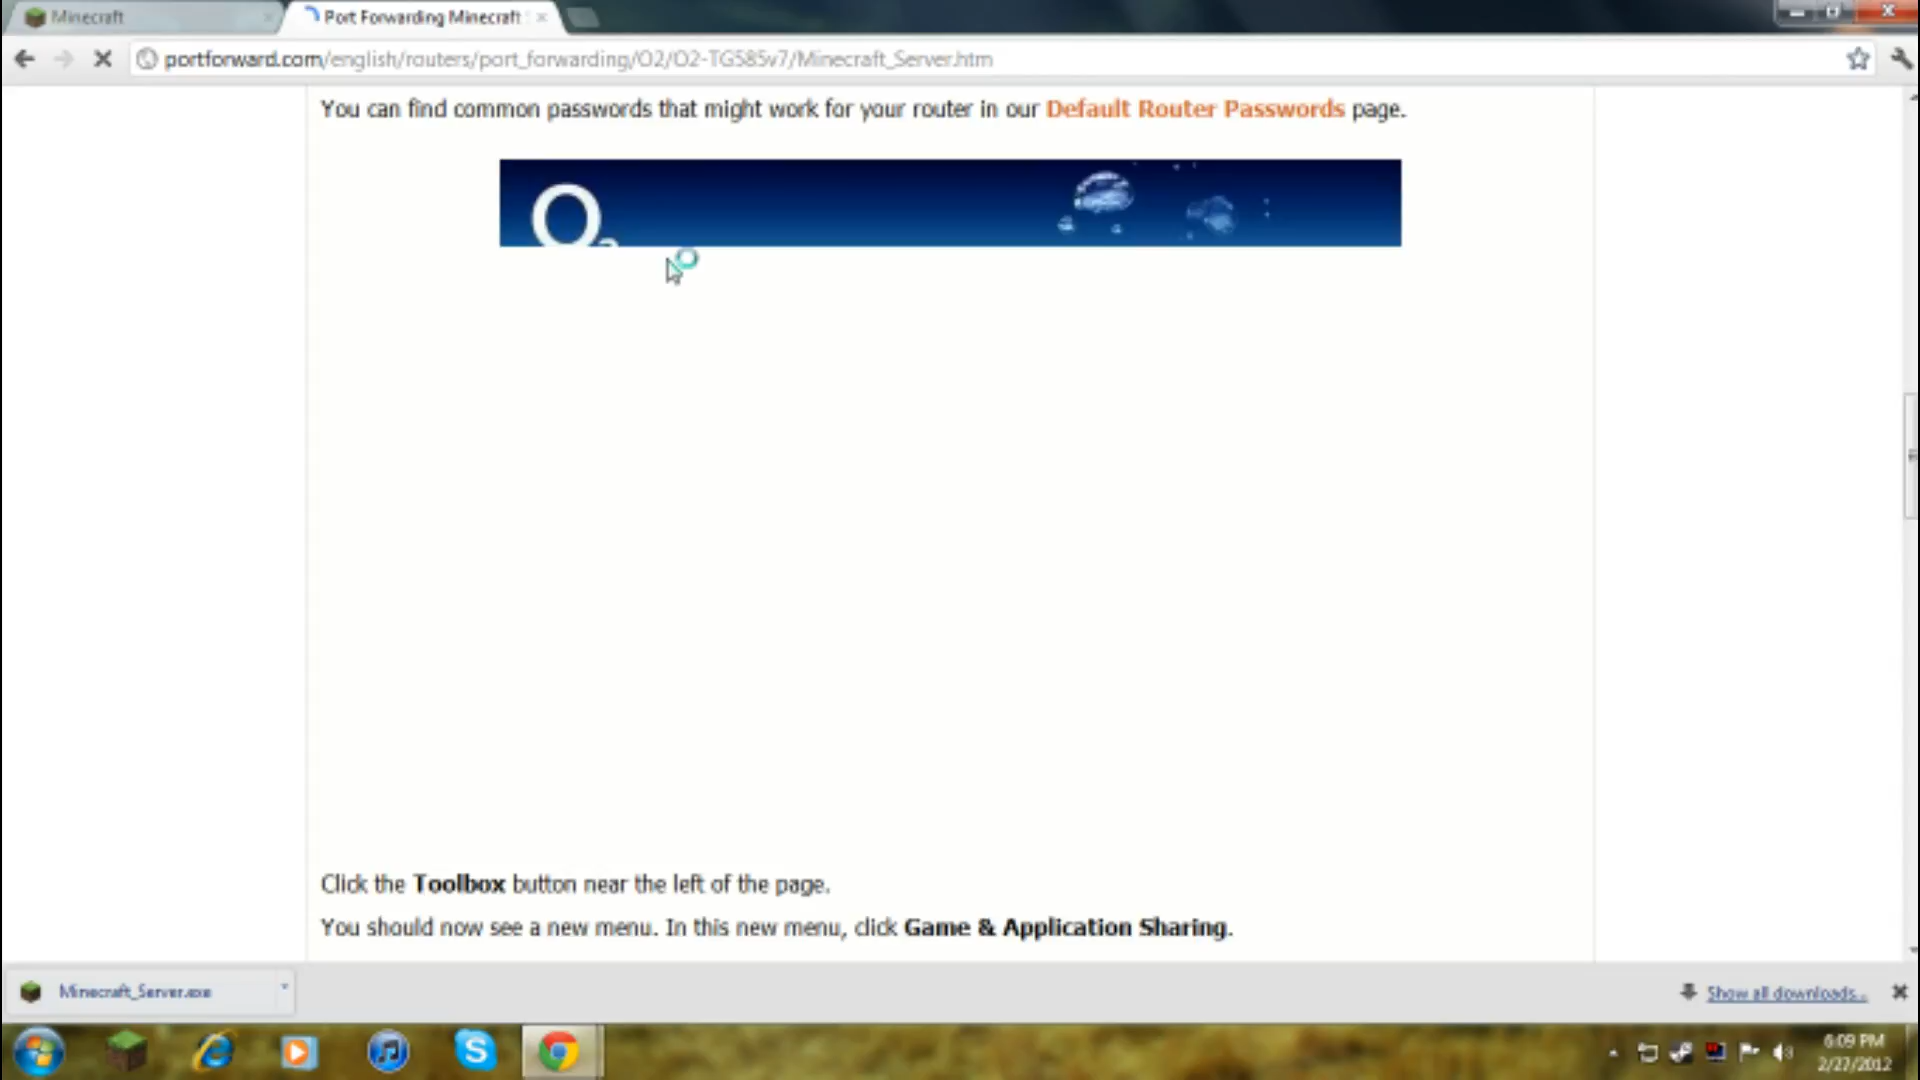 Minecraft
Port Forwarding Minecraft
portforward.com/english/routers/port_forwarding/O2/O2-TG585v7/Minecraft_Server.htm
You can find common passwords that might work for your router in our Default Router Passwords page.
O2
Click the Toolbox button near the left of the page.
You should now see a new menu. In this new menu, click Game & Application Sharing.
Minecraft_Server.exe
Show all downloads...
6:09 PM
2/27/2012